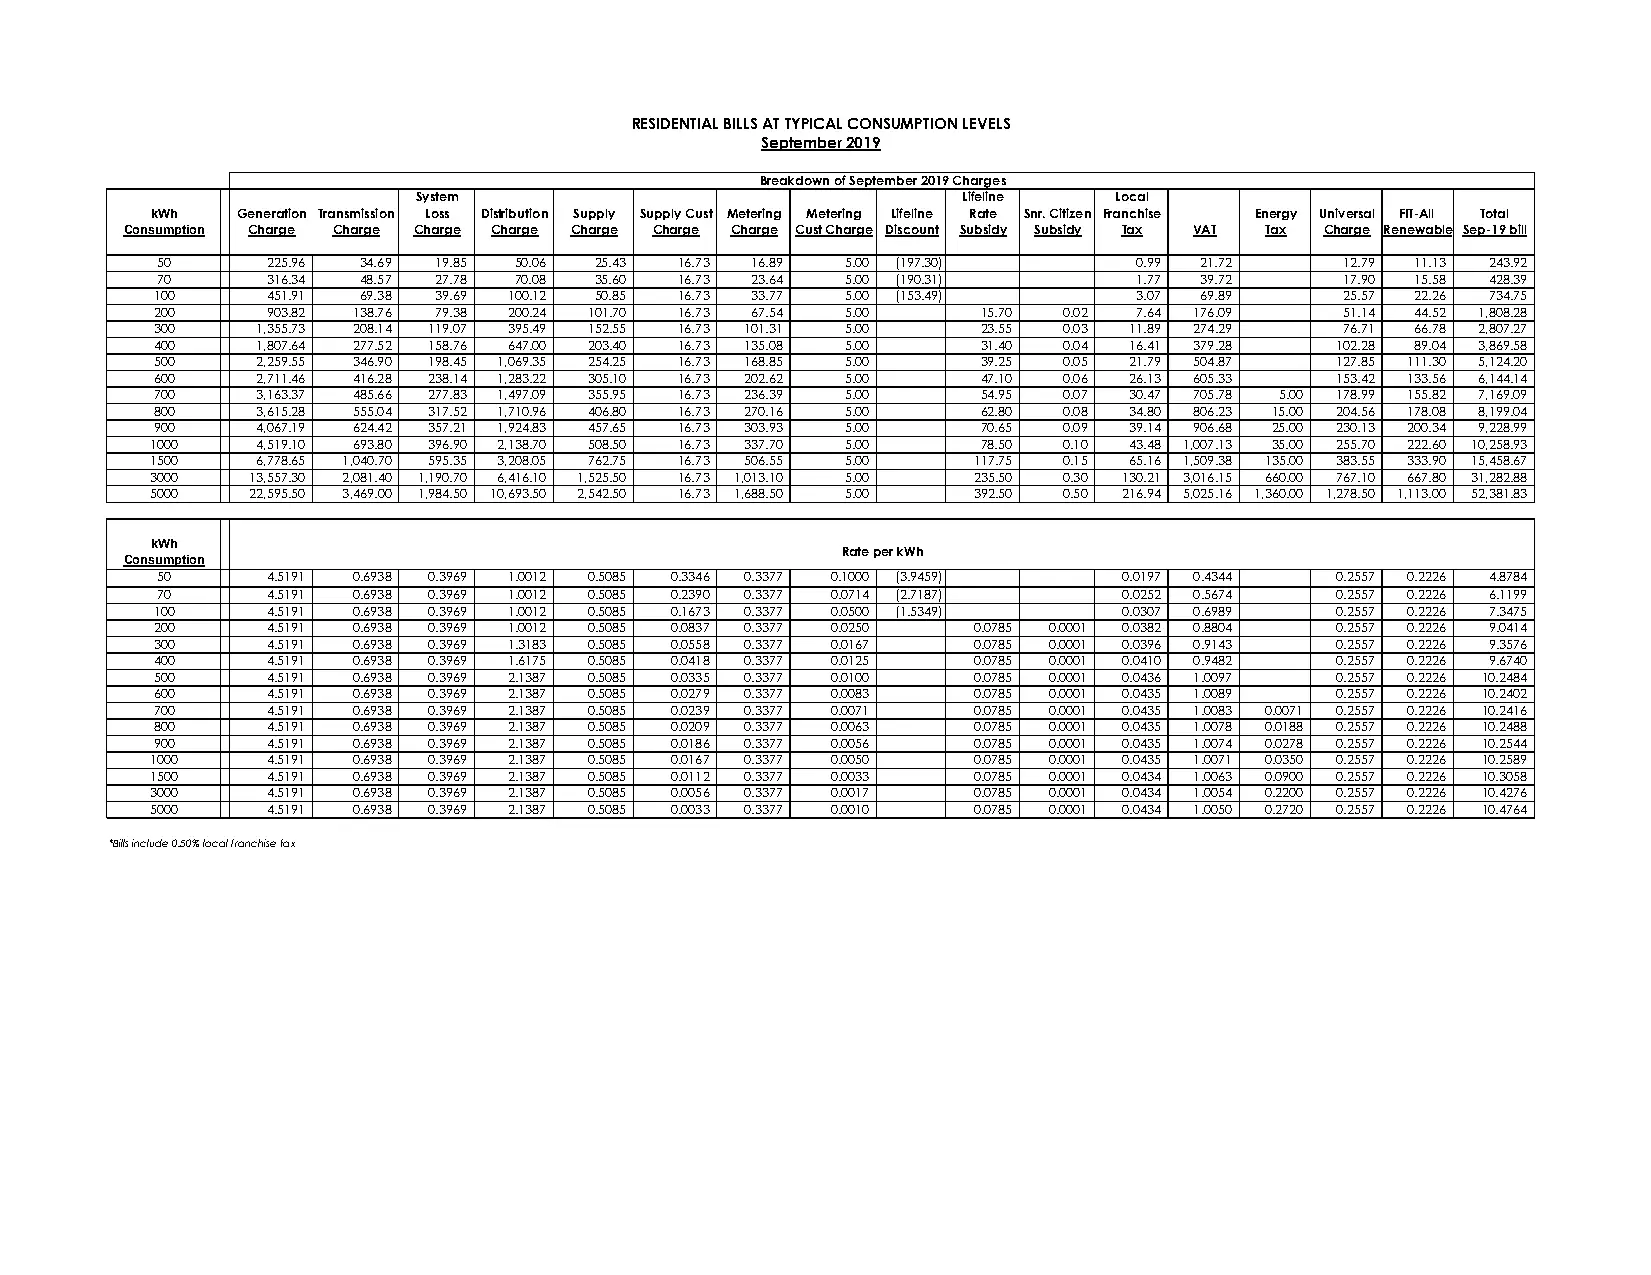 RESIDENTIAL BILLS AT TYPICAL CONSUMPTION LEVELS
September 2019
Breakdown of September 2019 Charges
kWh Consumption Generation Charge Transmission Charge System Loss Charge Distribution Charge Supply Charge Supply Cust Charge Metering Charge Metering Cust Charge Lifeline Discount Lifeline Rate Subsidy Snr. Citizen Subsidy Local Franchise Tax VAT Energy Tax Universal Charge FIT-All Renewable Total Sep-19 bill
50 225.96 34.69 19.85 50.06 25.43 16.73 16.89 5.00 (197.30) 0.99 21.72 12.79 11.13 243.92
70 316.34 48.57 27.78 70.08 35.60 16.73 23.64 5.00 (190.31) 1.77 39.72 17.90 15.58 428.39
100 451.91 69.38 39.69 100.12 50.85 16.73 33.77 5.00 (153.49) 3.07 69.89 25.57 22.26 734.75
200 903.82 138.76 79.38 200.24 101.70 16.73 67.54 5.00 15.70 0.02 7.64 176.09 51.14 44.52 1,808.28
300 1,355.73 208.14 119.07 395.49 152.55 16.73 101.31 5.00 23.55 0.03 11.89 274.29 76.71 66.78 2,807.27
400 1,807.64 277.52 158.76 647.00 203.40 16.73 135.08 5.00 31.40 0.04 16.41 379.28 102.28 89.04 3,869.58
500 2,259.55 346.90 198.45 1,069.35 254.25 16.73 168.85 5.00 39.25 0.05 21.79 504.87 127.85 111.30 5,124.20
600 2,711.46 416.28 238.14 1,283.22 305.10 16.73 202.62 5.00 47.10 0.06 26.13 605.33 153.42 133.56 6,144.14
700 3,163.37 485.66 277.83 1,497.09 355.95 16.73 236.39 5.00 54.95 0.07 30.47 705.78 5.00 178.99 155.82 7,169.09
800 3,615.28 555.04 317.52 1,710.96 406.80 16.73 270.16 5.00 62.80 0.08 34.80 806.23 15.00 204.56 178.08 8,199.04
900 4,067.19 624.42 357.21 1,924.83 457.65 16.73 303.93 5.00 70.65 0.09 39.14 906.68 25.00 230.13 200.34 9,228.99
1000 4,519.10 693.80 396.90 2,138.70 508.50 16.73 337.70 5.00 78.50 0.10 43.48 1,007.13 35.00 255.70 222.60 10,258.93
1500 6,778.65 1,040.70 595.35 3,208.05 762.75 16.73 506.55 5.00 117.75 0.15 65.16 1,509.38 135.00 383.55 333.90 15,458.67
3000 13,557.30 2,081.40 1,190.70 6,416.10 1,525.50 16.73 1,013.10 5.00 235.50 0.30 130.21 3,016.15 660.00 767.10 667.80 31,282.88
5000 22,595.50 3,469.00 1,984.50 10,693.50 2,542.50 16.73 1,688.50 5.00 392.50 0.50 216.94 5,025.16 1,360.00 1,278.50 1,113.00 52,381.83
kWh Consumption Rate per kWh
50 4.5191 0.6938 0.3969 1.0012 0.5085 0.3346 0.3377 0.1000 (3.9459) 0.0197 0.4344 0.2557 0.2226 4.8784
70 4.5191 0.6938 0.3969 1.0012 0.5085 0.2390 0.3377 0.0714 (2.7187) 0.0252 0.5674 0.2557 0.2226 6.1199
100 4.5191 0.6938 0.3969 1.0012 0.5085 0.1673 0.3377 0.0500 (1.5349) 0.0307 0.6989 0.2557 0.2226 7.3475
200 4.5191 0.6938 0.3969 1.0012 0.5085 0.0837 0.3377 0.0250 0.0785 0.0001 0.0382 0.8804 0.2557 0.2226 9.0414
300 4.5191 0.6938 0.3969 1.3183 0.5085 0.0558 0.3377 0.0167 0.0785 0.0001 0.0396 0.9143 0.2557 0.2226 9.3576
400 4.5191 0.6938 0.3969 1.6175 0.5085 0.0418 0.3377 0.0125 0.0785 0.0001 0.0410 0.9482 0.2557 0.2226 9.6740
500 4.5191 0.6938 0.3969 2.1387 0.5085 0.0335 0.3377 0.0100 0.0785 0.0001 0.0436 1.0097 0.2557 0.2226 10.2484
600 4.5191 0.6938 0.3969 2.1387 0.5085 0.0279 0.3377 0.0083 0.0785 0.0001 0.0435 1.0089 0.2557 0.2226 10.2402
700 4.5191 0.6938 0.3969 2.1387 0.5085 0.0239 0.3377 0.0071 0.0785 0.0001 0.0435 1.0083 0.0071 0.2557 0.2226 10.2416
800 4.5191 0.6938 0.3969 2.1387 0.5085 0.0209 0.3377 0.0063 0.0785 0.0001 0.0435 1.0078 0.0188 0.2557 0.2226 10.2488
900 4.5191 0.6938 0.3969 2.1387 0.5085 0.0186 0.3377 0.0056 0.0785 0.0001 0.0435 1.0074 0.0278 0.2557 0.2226 10.2544
1000 4.5191 0.6938 0.3969 2.1387 0.5085 0.0167 0.3377 0.0050 0.0785 0.0001 0.0435 1.0071 0.0350 0.2557 0.2226 10.2589
1500 4.5191 0.6938 0.3969 2.1387 0.5085 0.0112 0.3377 0.0033 0.0785 0.0001 0.0434 1.0063 0.0900 0.2557 0.2226 10.3058
3000 4.5191 0.6938 0.3969 2.1387 0.5085 0.0056 0.3377 0.0017 0.0785 0.0001 0.0434 1.0054 0.2200 0.2557 0.2226 10.4276
5000 4.5191 0.6938 0.3969 2.1387 0.5085 0.0033 0.3377 0.0010 0.0785 0.0001 0.0434 1.0050 0.2720 0.2557 0.2226 10.4764
*Bills include 0.50% local franchise tax